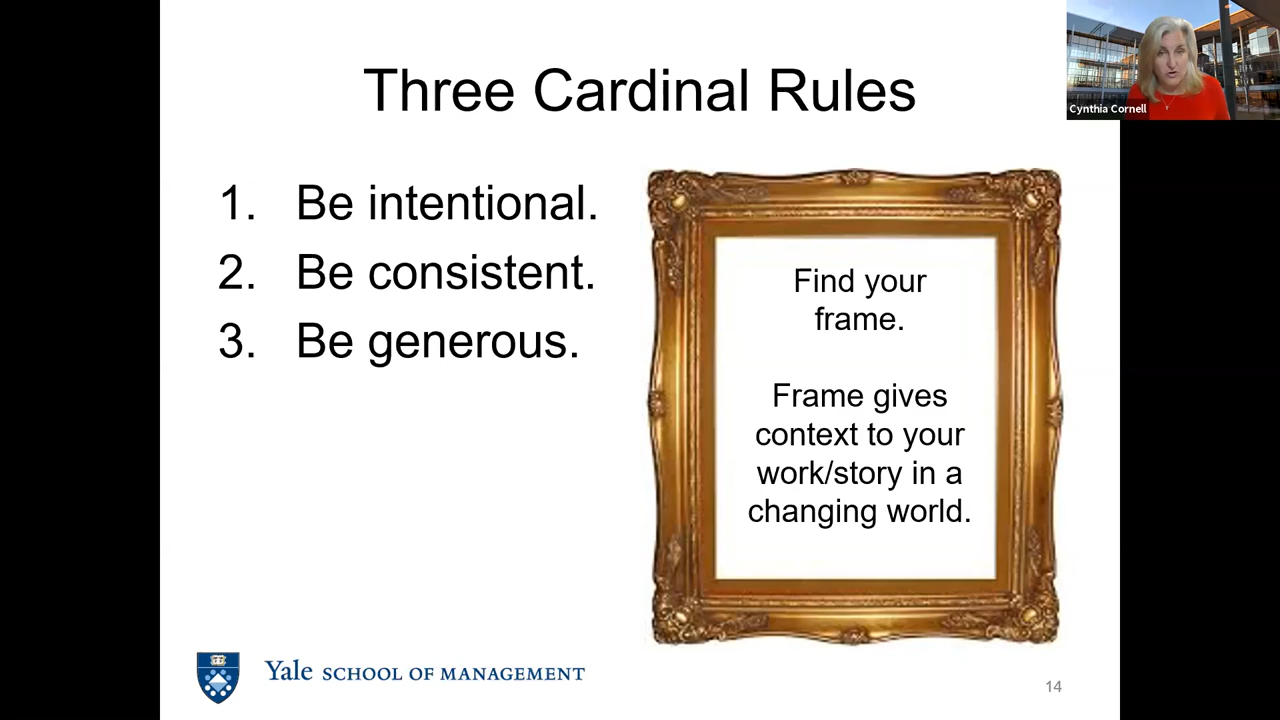 Three Cardinal Rules
Cynthia Cornell
1. Be intentional.
2. Be consistent.
3. Be generous.
Find your
frame.
Frame gives
context to your
work/story in a
changing world.
Yale SCHOOL OF MANAGEMENT
14